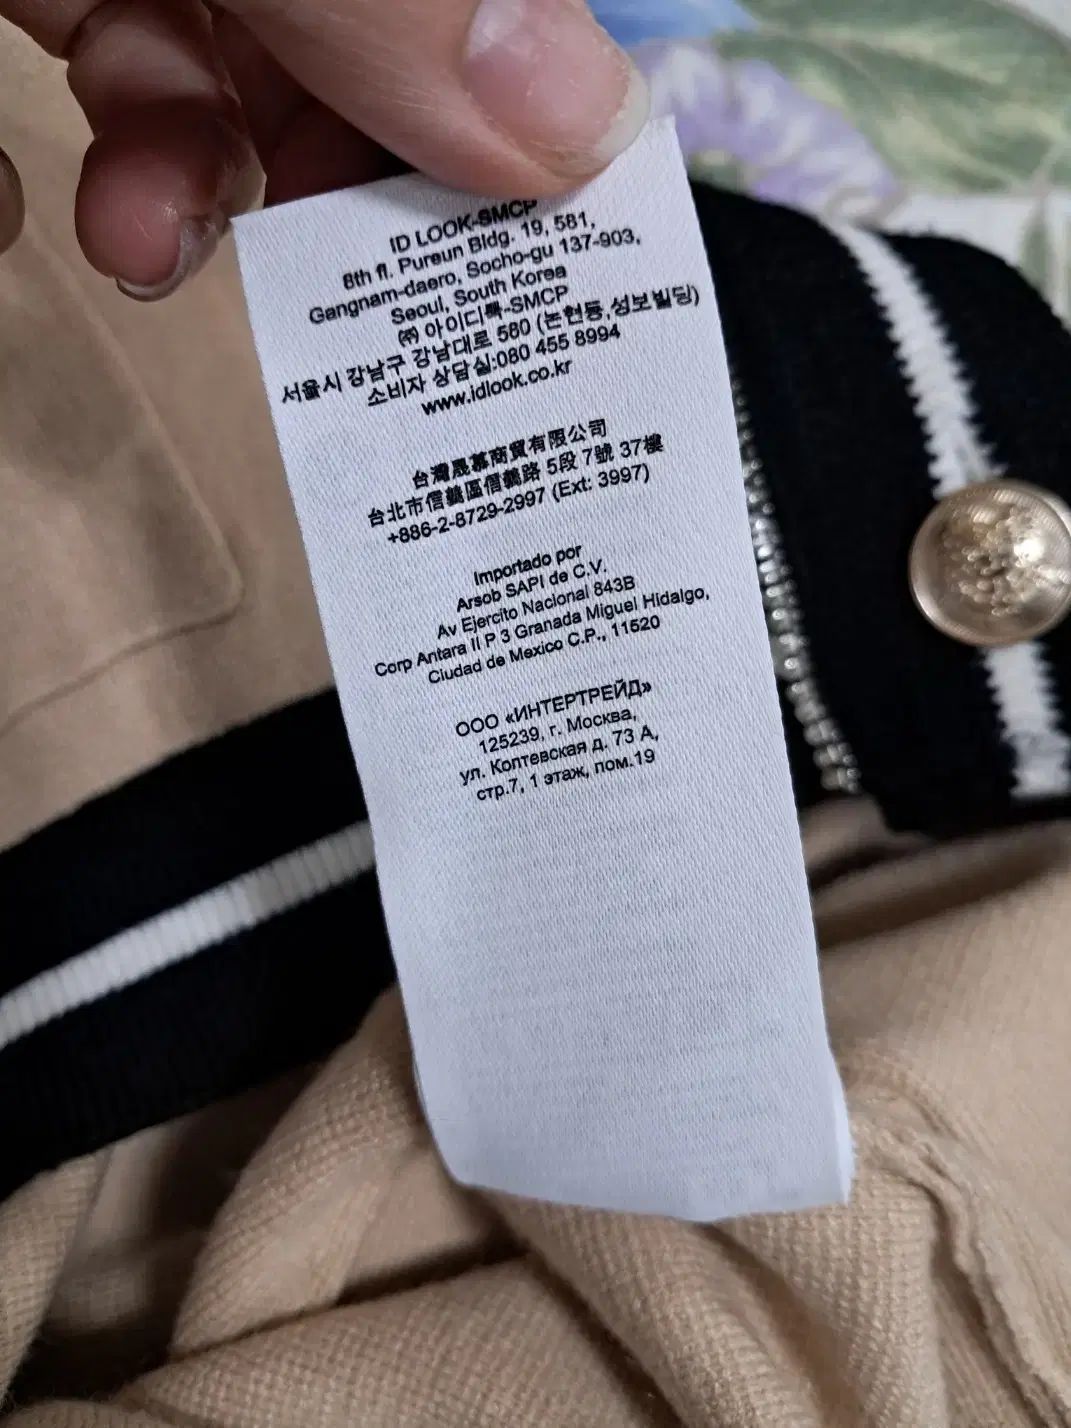 ID LOOK-SMCP
8th fl. Pureun Bldg. 19, 581,
Gangnam-daero, Socho-gu 137-903,
Seoul, South Korea
㈜ 아이디룩-SMCP
서울시 강남구 강남대로 580 (논현동,성보빌딩)
소비자 상담실:080 455 8994
www.idlook.co.kr
台灣晟慕商貿有限公司
台北市信義區信義路 5段 7號 37樓
+886-2-8729-2997 (Ext: 3997)
Importado por
Arsob SAPI de C.V.
Av Ejercito Nacional 843B
Corp Antara II P 3 Granada Miguel Hidalgo,
Ciudad de Mexico C.P., 11520
ООО «ИНТЕРТРЕЙД»
125239, г. Москва,
ул. Коптевская д. 73 А,
стр.7, 1 этаж, пом.19